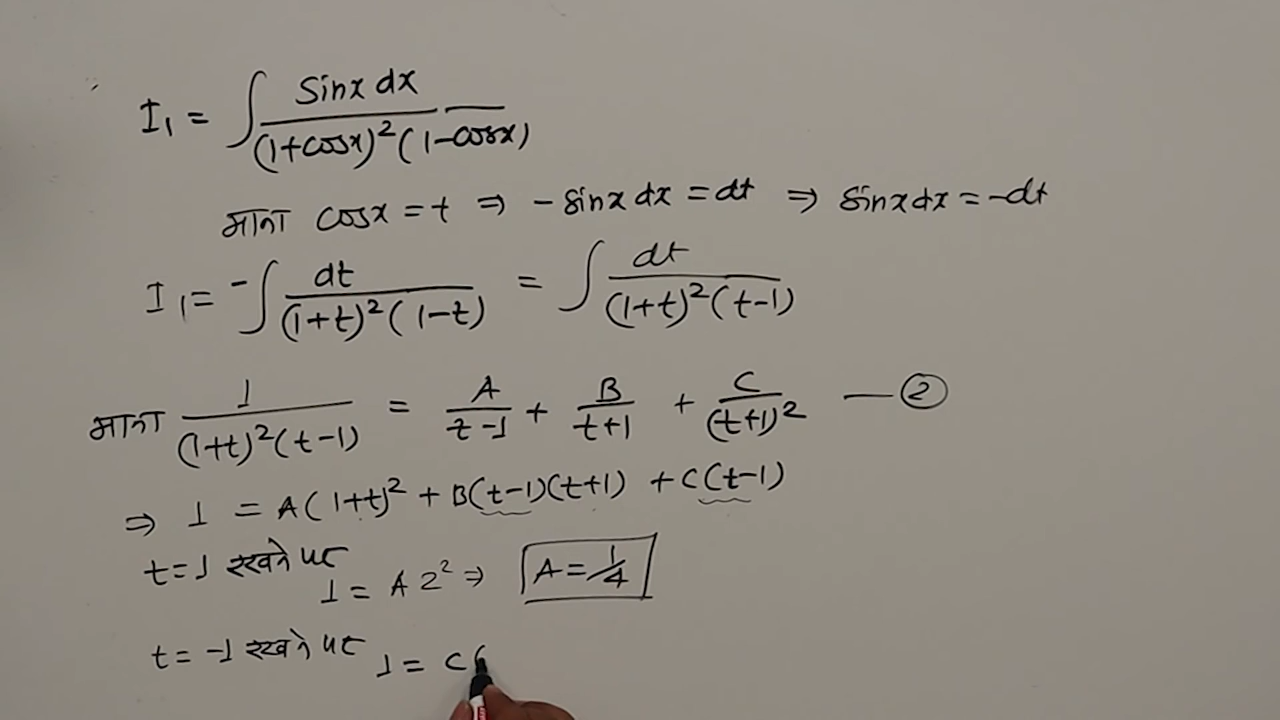 I₁ = ∫ Sinx dx / (1+cosx)² (1-cosx)
माना cosx = t ⇒ - sinx dx = dt ⇒ sinx dx = -dt
I₁ = -∫ dt / (1+t)² (1-t) = ∫ dt / (1+t)² (t-1)
माना 1 / (1+t)² (t-1) = A / t-1 + B / t+1 + C / (t+1)² — ②
⇒ 1 = A(1+t)² + B(t-1)(t+1) + C(t-1)
t=1 रखने पर
1 = A 2² ⇒ A = 1/4
t = -1 रखने पर 1 = C(